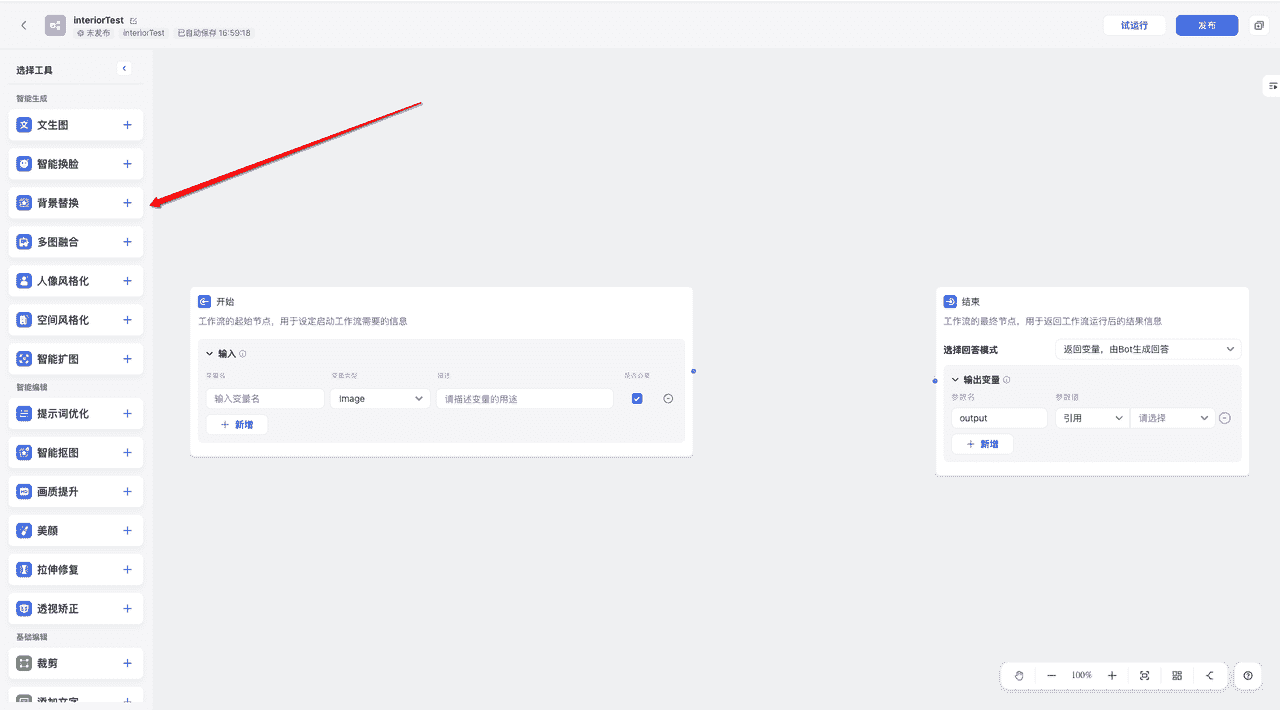 interiorTest
未发布 interiorTest 已自动保存 16:59:18
试运行 发布
选择工具
智能生成
文生图
智能换脸
背景替换
多图融合
人像风格化
空间风格化
智能扩图
智能编辑
提示词优化
智能抠图
画质提升
美颜
拉伸修复
透视矫正
基础编辑
裁剪
添加文字
开始
工作流的起始节点，用于设定启动工作流需要的信息
输入
变量名 变量类型 描述 是否必要
输入变量名 Image 请描述变量的用途
+ 新增
结束
工作流的最终节点，用于返回工作流运行后的结果信息
选择回答模式 返回变量，由Bot生成回答
输出变量
参数名 参数值
output 引用 请选择
+ 新增
100%